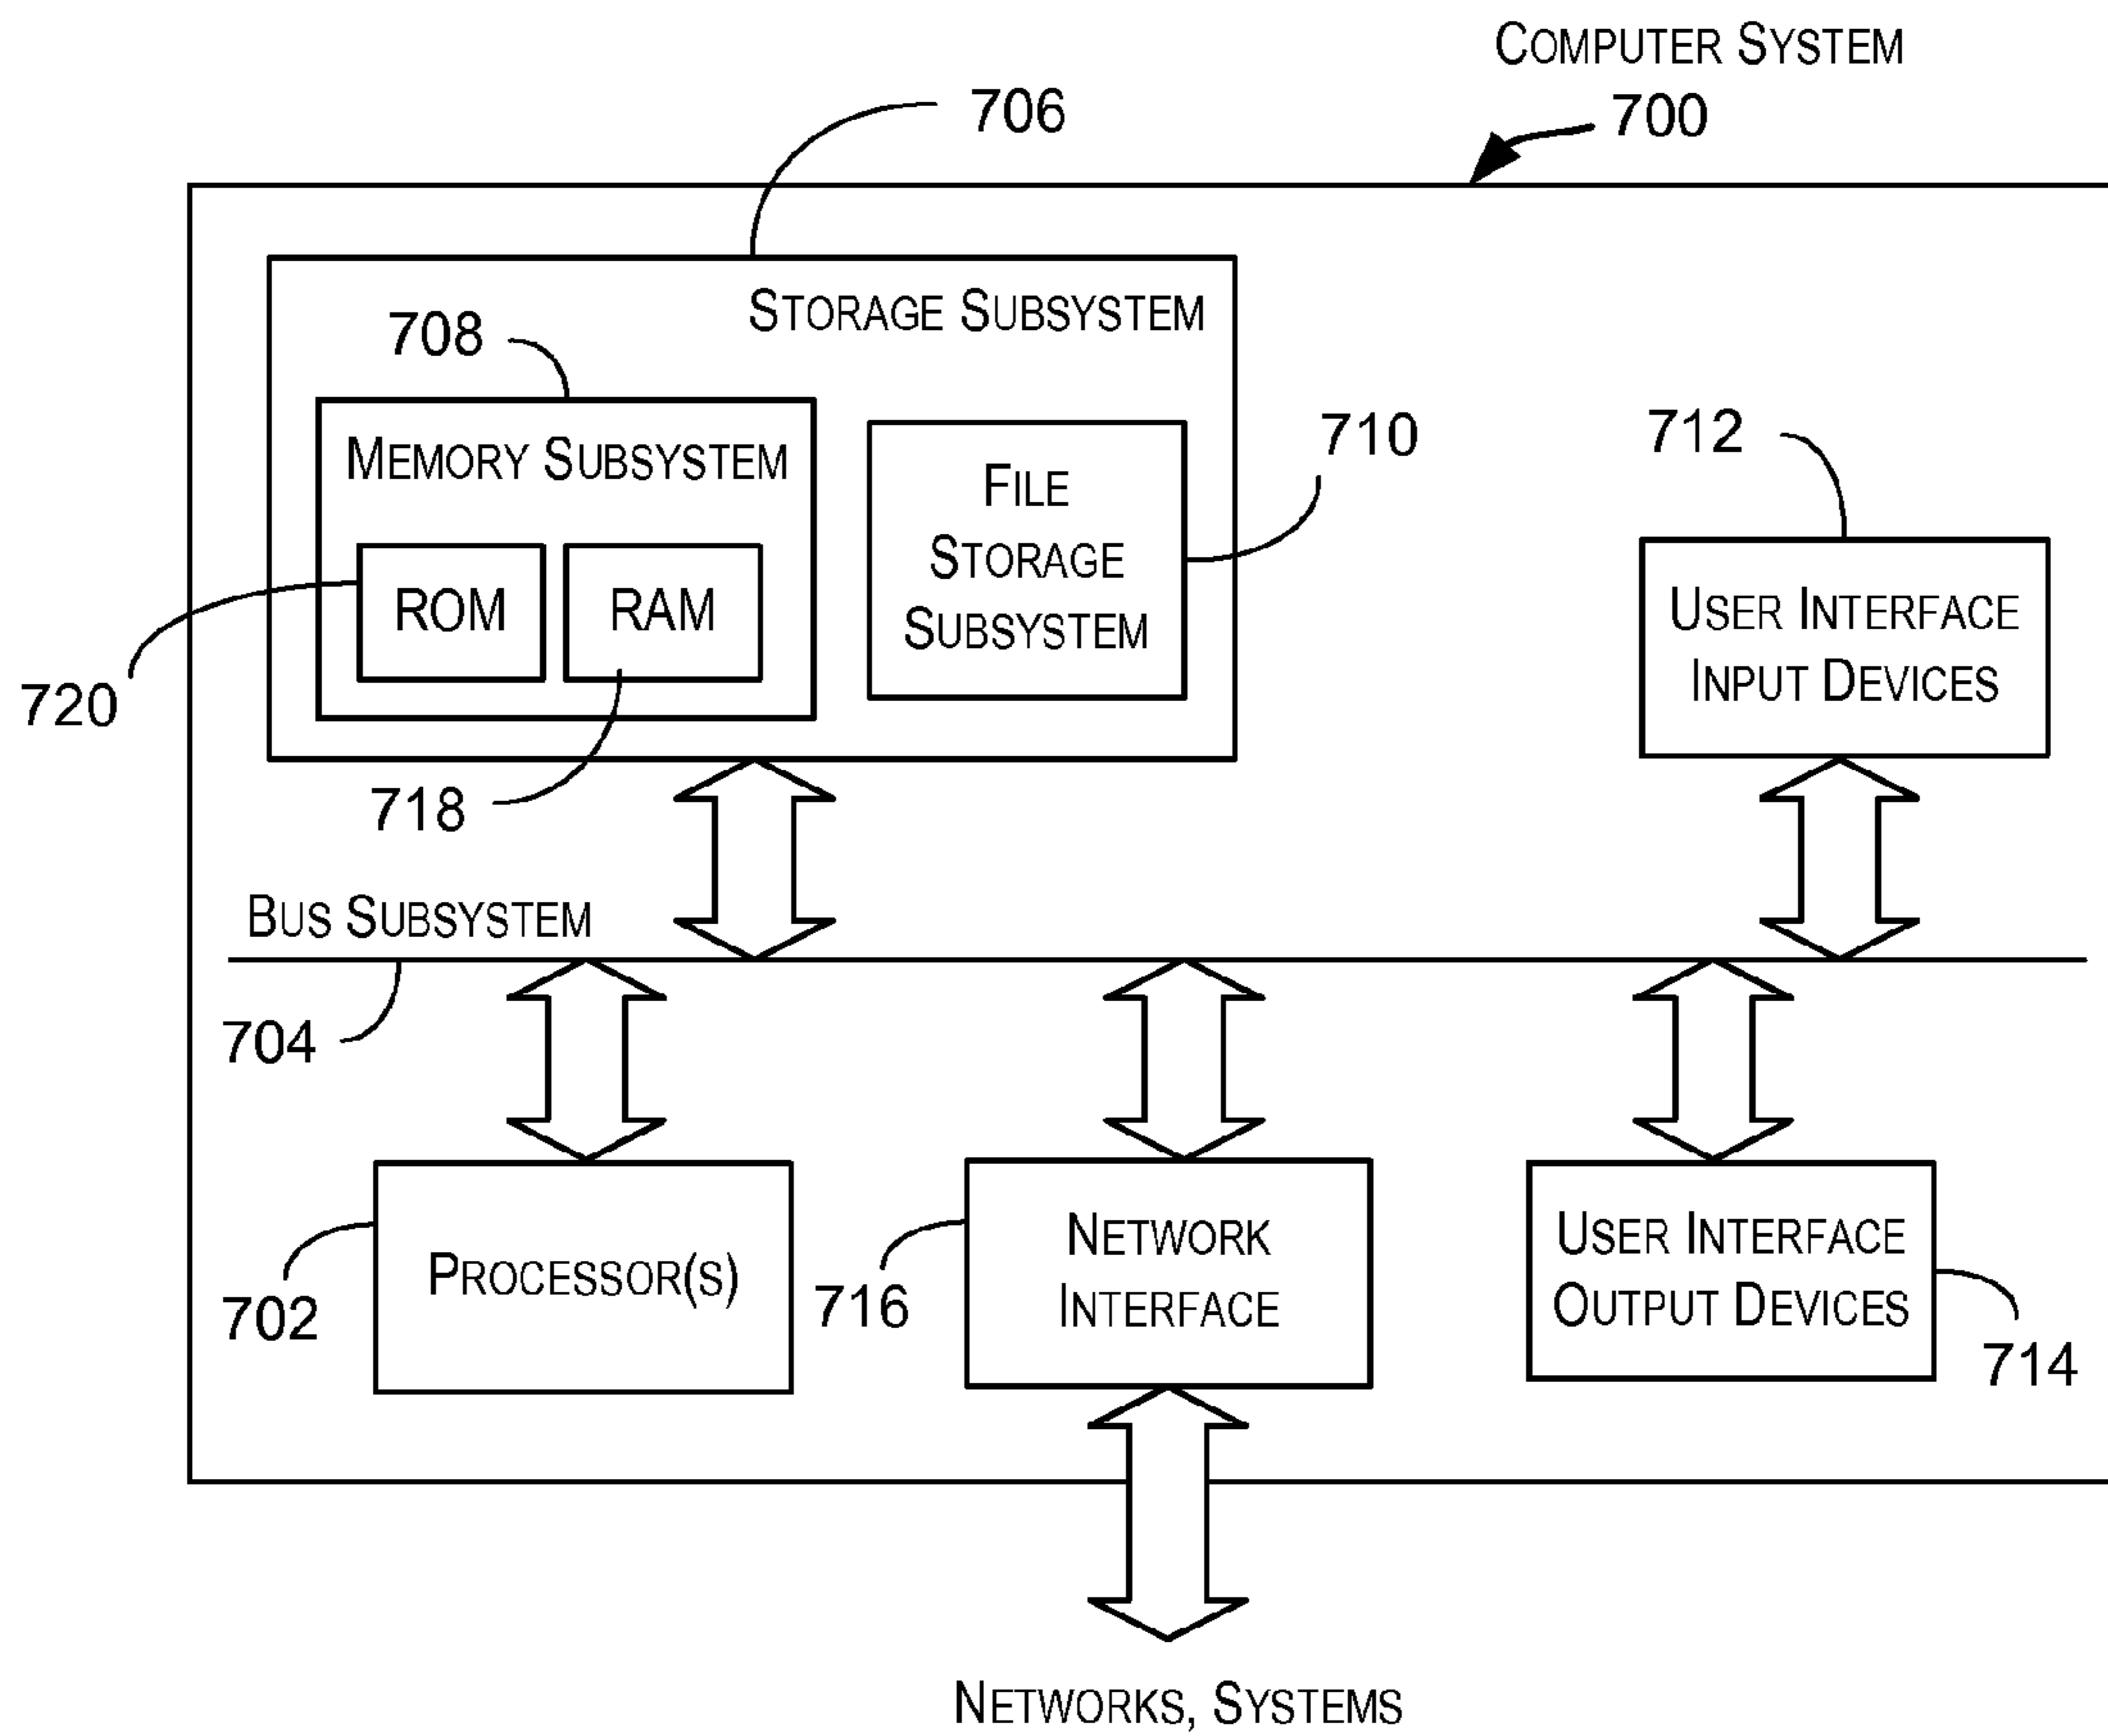 COMPUTER SYSTEM
700
706
STORAGE SUBSYSTEM
708
MEMORY SUBSYSTEM
ROM
RAM
720
718
FILE
STORAGE
SUBSYSTEM
710
712
USER INTERFACE
INPUT DEVICES
BUS SUBSYSTEM
704
PROCESSOR(S)
702
NETWORK
INTERFACE
716
USER INTERFACE
OUTPUT DEVICES
714
NETWORKS, SYSTEMS